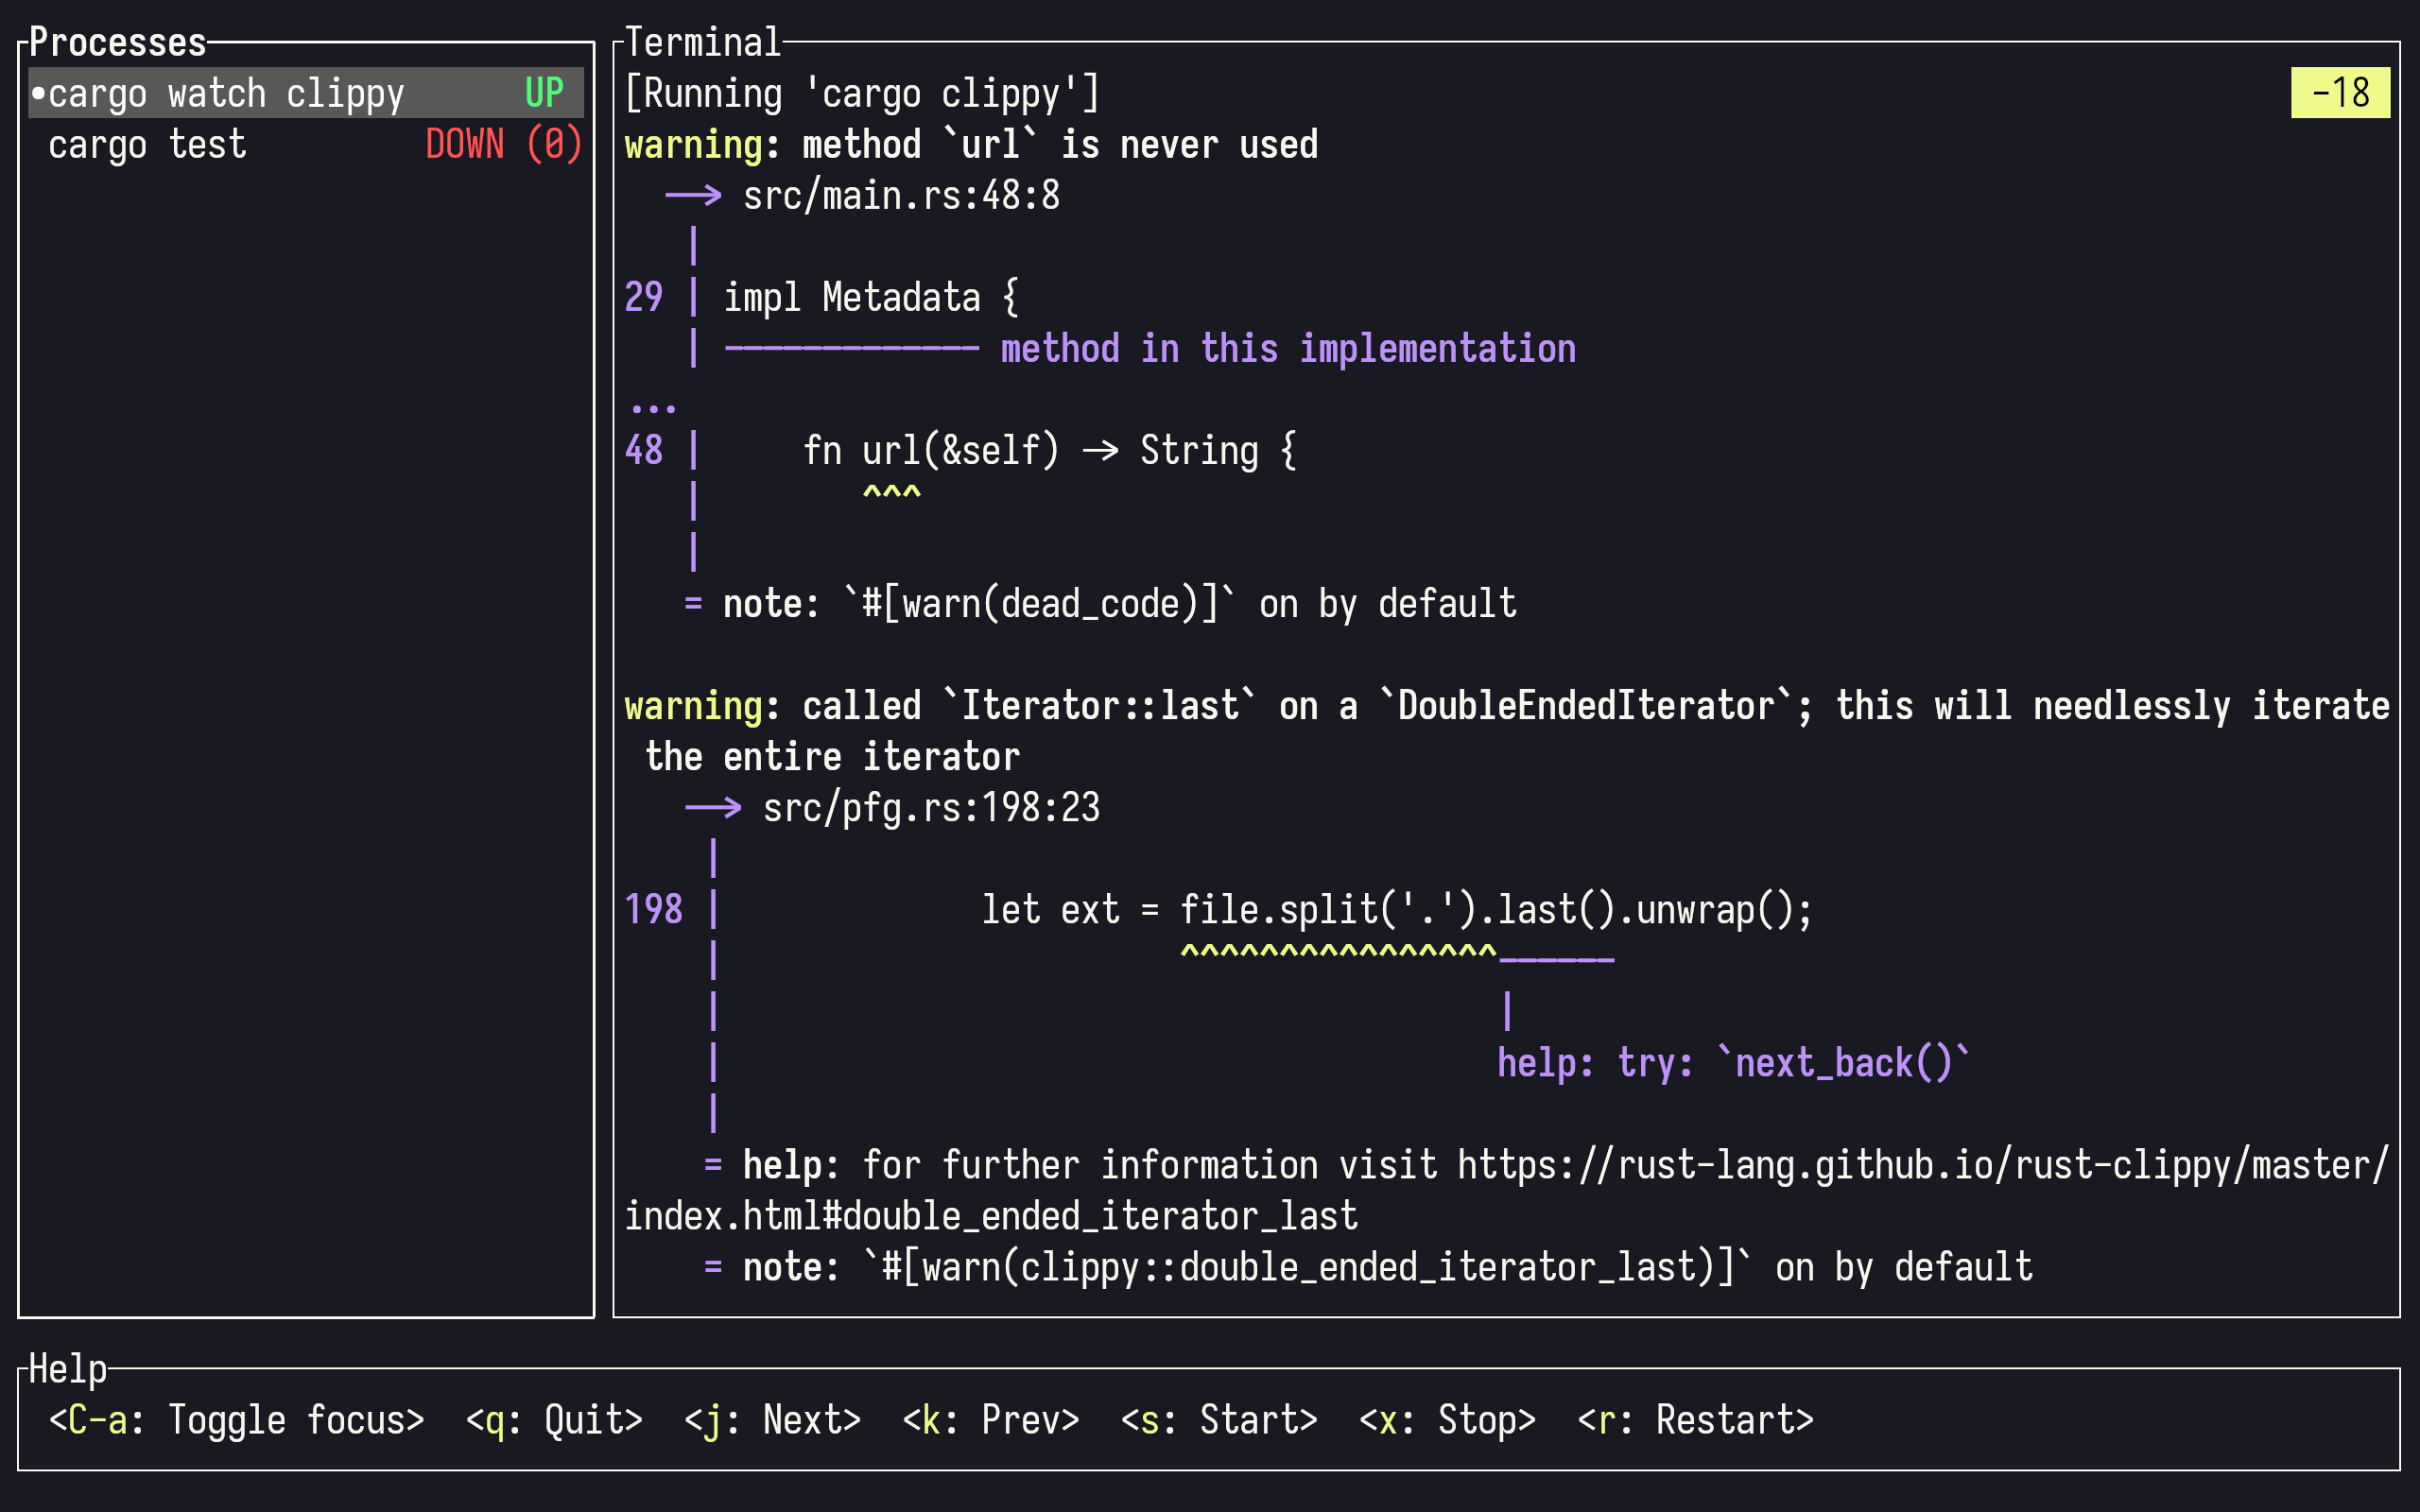 Processes
•cargo watch clippy UP
cargo test DOWN (0)
Terminal
[Running 'cargo clippy'] -18
warning: method `url` is never used
  --> src/main.rs:48:8
   |
29 | impl Metadata {
   | ------------- method in this implementation
...
48 |     fn url(&self) -> String {
   |        ^^^
   |
   = note: `#[warn(dead_code)]` on by default
warning: called `Iterator::last` on a `DoubleEndedIterator`; this will needlessly iterate
 the entire iterator
   --> src/pfg.rs:198:23
    |
198 |             let ext = file.split('.').last().unwrap();
    |                       ^^^^^^^^^^^^^^^^------
    |                                       |
    |                                       help: try: `next_back()`
    |
    = help: for further information visit https://rust-lang.github.io/rust-clippy/master/
index.html#double_ended_iterator_last
    = note: `#[warn(clippy::double_ended_iterator_last)]` on by default
Help
<C-a: Toggle focus>  <q: Quit>  <j: Next>  <k: Prev>  <s: Start>  <x: Stop>  <r: Restart>